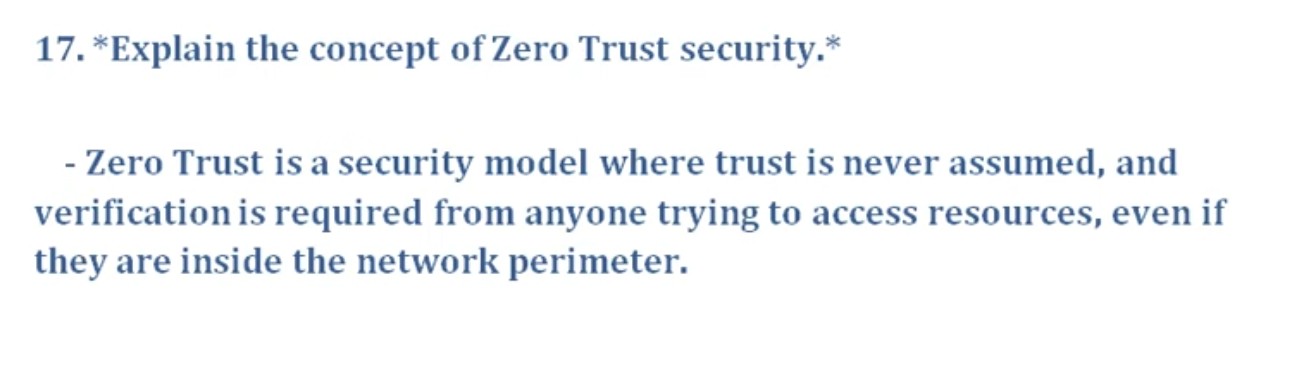 17. *Explain the concept of Zero Trust security.*
- Zero Trust is a security model where trust is never assumed, and
verification is required from anyone trying to access resources, even if
they are inside the network perimeter.